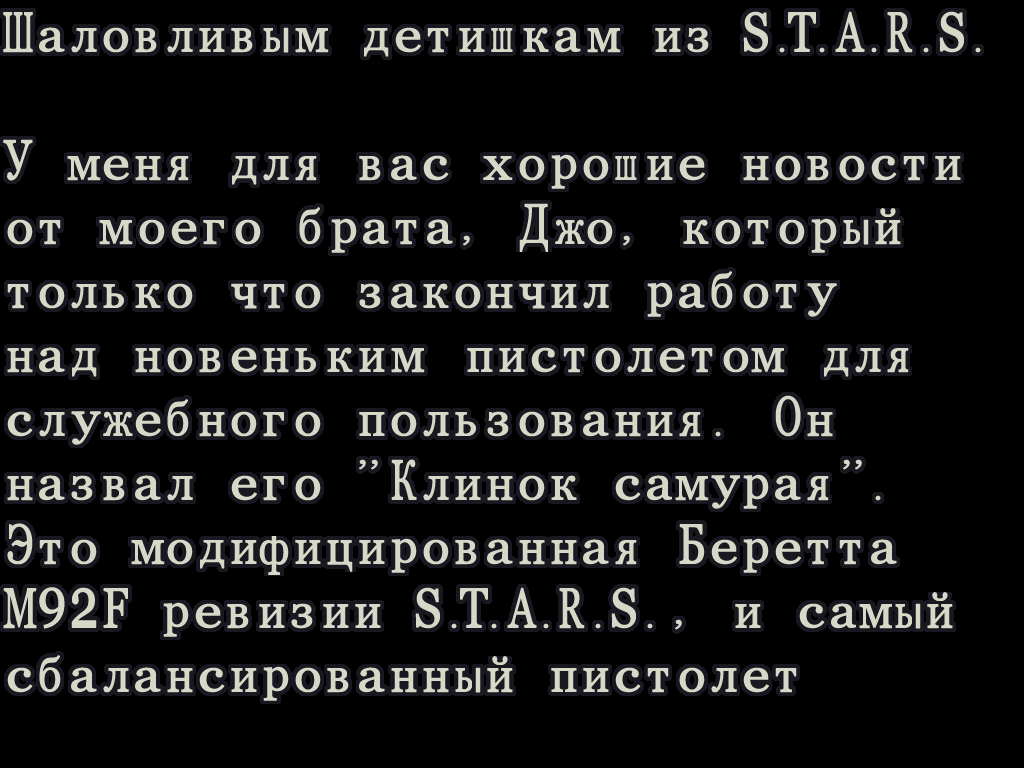 Шаловливым детишкам из S.T.A.R.S.
У меня для вас хорошие новости
от моего брата, Джо, который
только что закончил работу
над новеньким пистолетом для
служебного пользования. Он
назвал его ”Клинок самурая”.
Это модифицированная Беретта
M92F ревизии S.T.A.R.S., и самый
сбалансированный пистолет